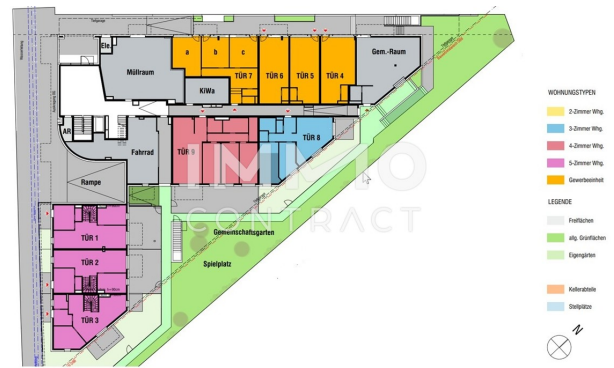 Ele.
Müllraum
a
b
c
TÜR 7
TÜR 6
TÜR 5
TÜR 4
Gem.-Raum
KiWa
AR
Fahrrad
TÜR 9
TÜR 8
Rampe
IMMO
CONTRACT
TÜR 1
TÜR 2
TÜR 3
Gemeinschaftsgarten
Spielplatz
WOHNUNGSTYPEN
2-Zimmer Whg.
3-Zimmer Whg.
4-Zimmer Whg.
5-Zimmer Whg.
Gewerbeeinheit
LEGENDE
Freiflächen
allg. Grünflächen
Eigengärten
Kellerabteile
Stellplätze
N